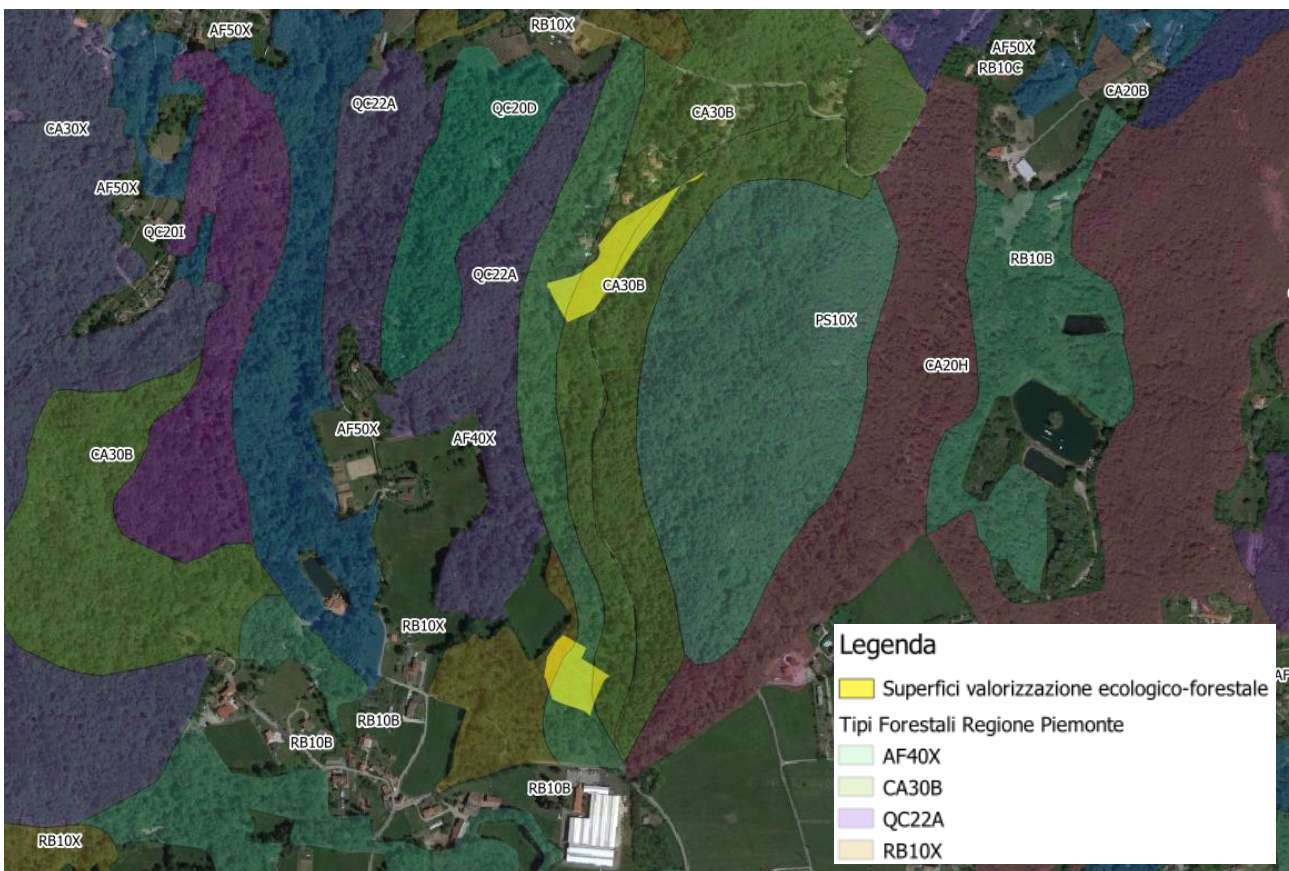 AF50X
RB10X
AF50X
RB10C
CA20B
QC22A
QC20D
CA30B
CA30X
AF50X
QC20I
RB10B
QC22A
CA30B
PS10X
CA20H
AF50X
AF40X
CA30B
RB10X
RB10B
RB10B
RB10B
RB10X
AF
Legenda
Superfici valorizzazione ecologico-forestale
Tipi Forestali Regione Piemonte
AF40X
CA30B
QC22A
RB10X